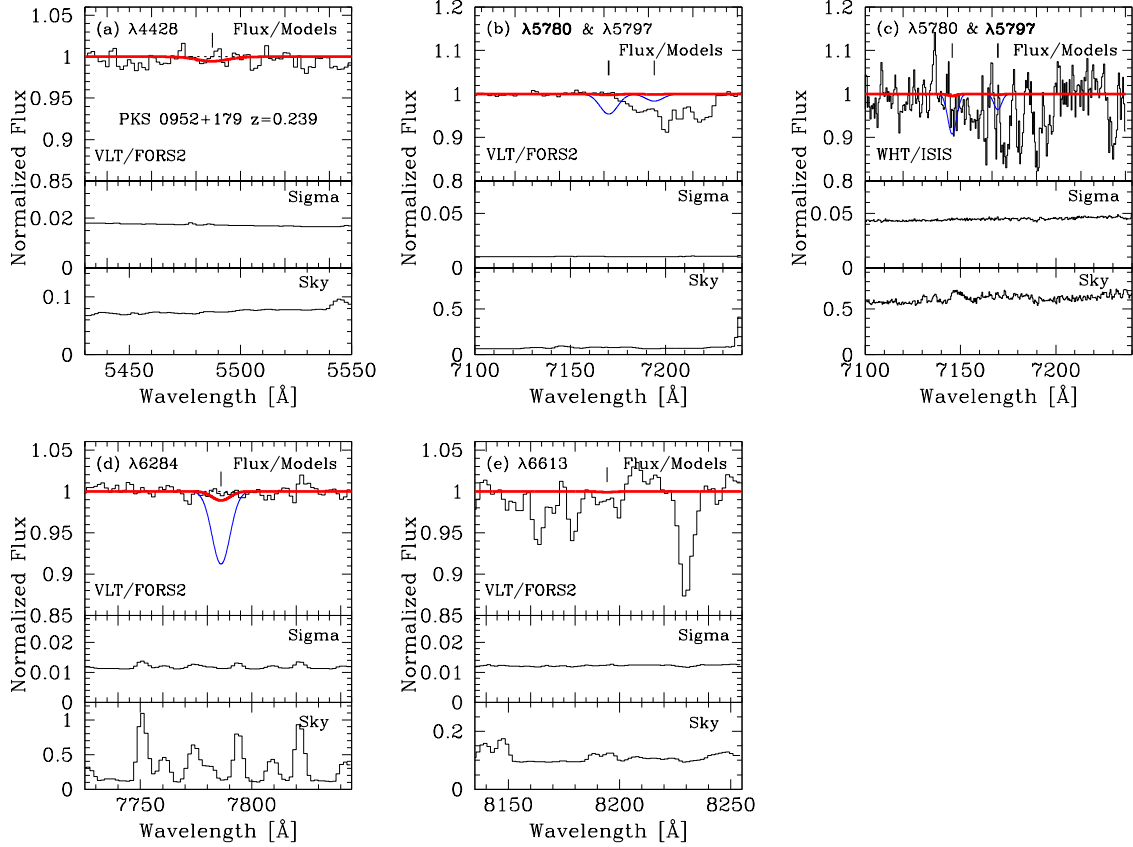 (a) λ4428 Flux/Models
PKS 0952+179 z=0.239
VLT/FORS2
Sigma
Sky
Normalized Flux
1.05
1
0.95
0.9
0.85
0.02
0
0.1
0
5450 5500 5550
Wavelength [Å]
(b) λ5780 & λ5797
Flux/Models
VLT/FORS2
Sigma
Sky
Normalized Flux
1.2
1.1
1
0.9
0.8
0.05
0
0.5
0
7100 7150 7200
Wavelength [Å]
(c) λ5780 & λ5797
Flux/Models
WHT/ISIS
Sigma
Sky
Normalized Flux
1.2
1.1
1
0.9
0.8
0.05
0
0.5
0
7100 7150 7200
Wavelength [Å]
(d) λ6284 Flux/Models
VLT/FORS2
Sigma
Sky
Normalized Flux
1.05
1
0.95
0.9
0.85
0.02
0.01
0
1
0.5
0
7750 7800
Wavelength [Å]
(e) λ6613 Flux/Models
VLT/FORS2
Sigma
Sky
Normalized Flux
1.05
1
0.95
0.9
0.85
0.02
0.01
0
0.2
0
8150 8200 8250
Wavelength [Å]